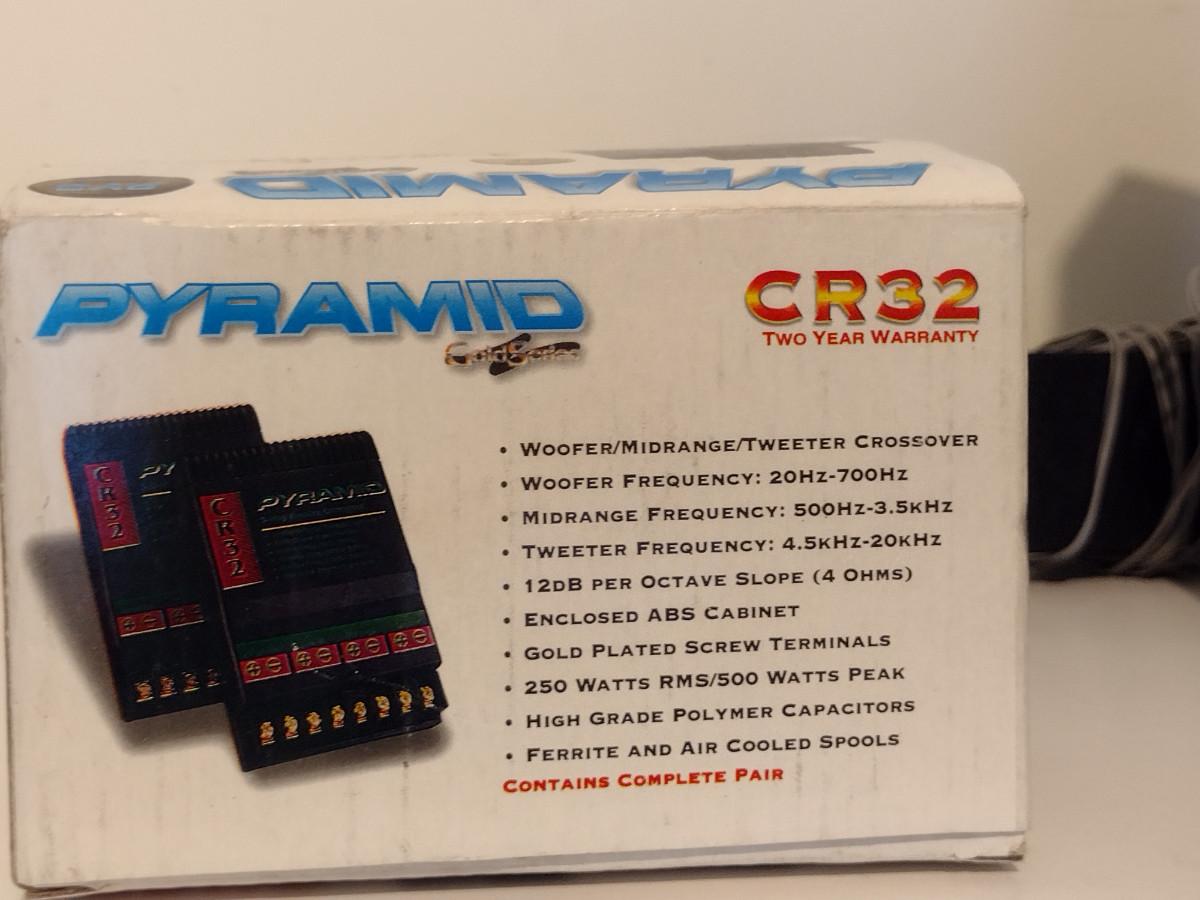 PYRAMID
PYRAMID
Gold Series
CR32
TWO YEAR WARRANTY
CR32
PY
CR32
PYRAMID
• WOOFER/MIDRANGE/TWEETER CROSSOVER
• WOOFER FREQUENCY: 20HZ-700HZ
• MIDRANGE FREQUENCY: 500HZ-3.5KHZ
• TWEETER FREQUENCY: 4.5KHZ-20KHZ
• 12DB PER OCTAVE SLOPE (4 OHMS)
• ENCLOSED ABS CABINET
• GOLD PLATED SCREW TERMINALS
• 250 WATTS RMS/500 WATTS PEAK
• HIGH GRADE POLYMER CAPACITORS
• FERRITE AND AIR COOLED SPOOLS
CONTAINS COMPLETE PAIR